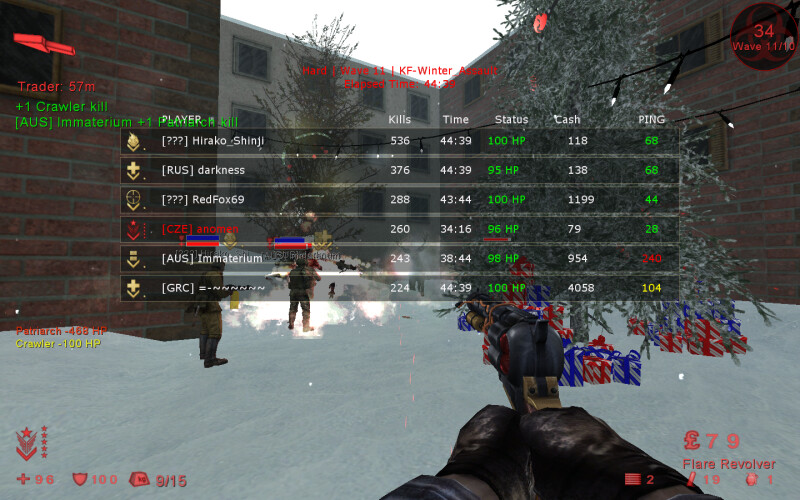 34
Wave 11/10
Hard | Wave 11 | KF-Winter_Assault
Elapsed Time: 44:39
Trader: 57m
+1 Crawler kill
[AUS] Immaterium +1 Patriarch kill
PLAYER Kills Time Status Cash PING
[???] Hirako_Shinji 536 44:39 100 HP 118 68
[RUS] darkness 376 44:39 95 HP 138 68
[???] RedFox69 288 43:44 100 HP 1199 44
[CZE] 260 34:16 96 HP 79 28
[AUS] Immaterium 243 38:44 98 HP 954 240
[GRC] =-~~~~~~ 224 44:39 100 HP 4058 104
Patriarch -468 HP
Crawler -100 HP
£79
Flare Revolver
96 100 9/15 2 19 1